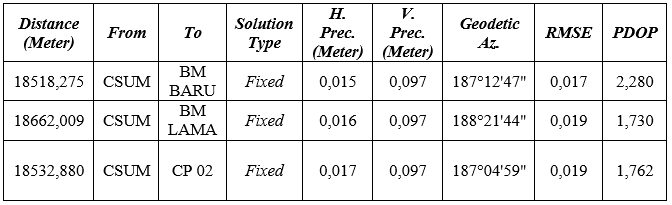 Distance (Meter) From To Solution Type H. Prec. (Meter) V. Prec. (Meter) Geodetic Az. RMSE PDOP
18518,275 CSUM BM BARU Fixed 0,015 0,097 187°12'47" 0,017 2,280
18662,009 CSUM BM LAMA Fixed 0,016 0,097 188°21'44" 0,019 1,730
18532,880 CSUM CP 02 Fixed 0,017 0,097 187°04'59" 0,019 1,762